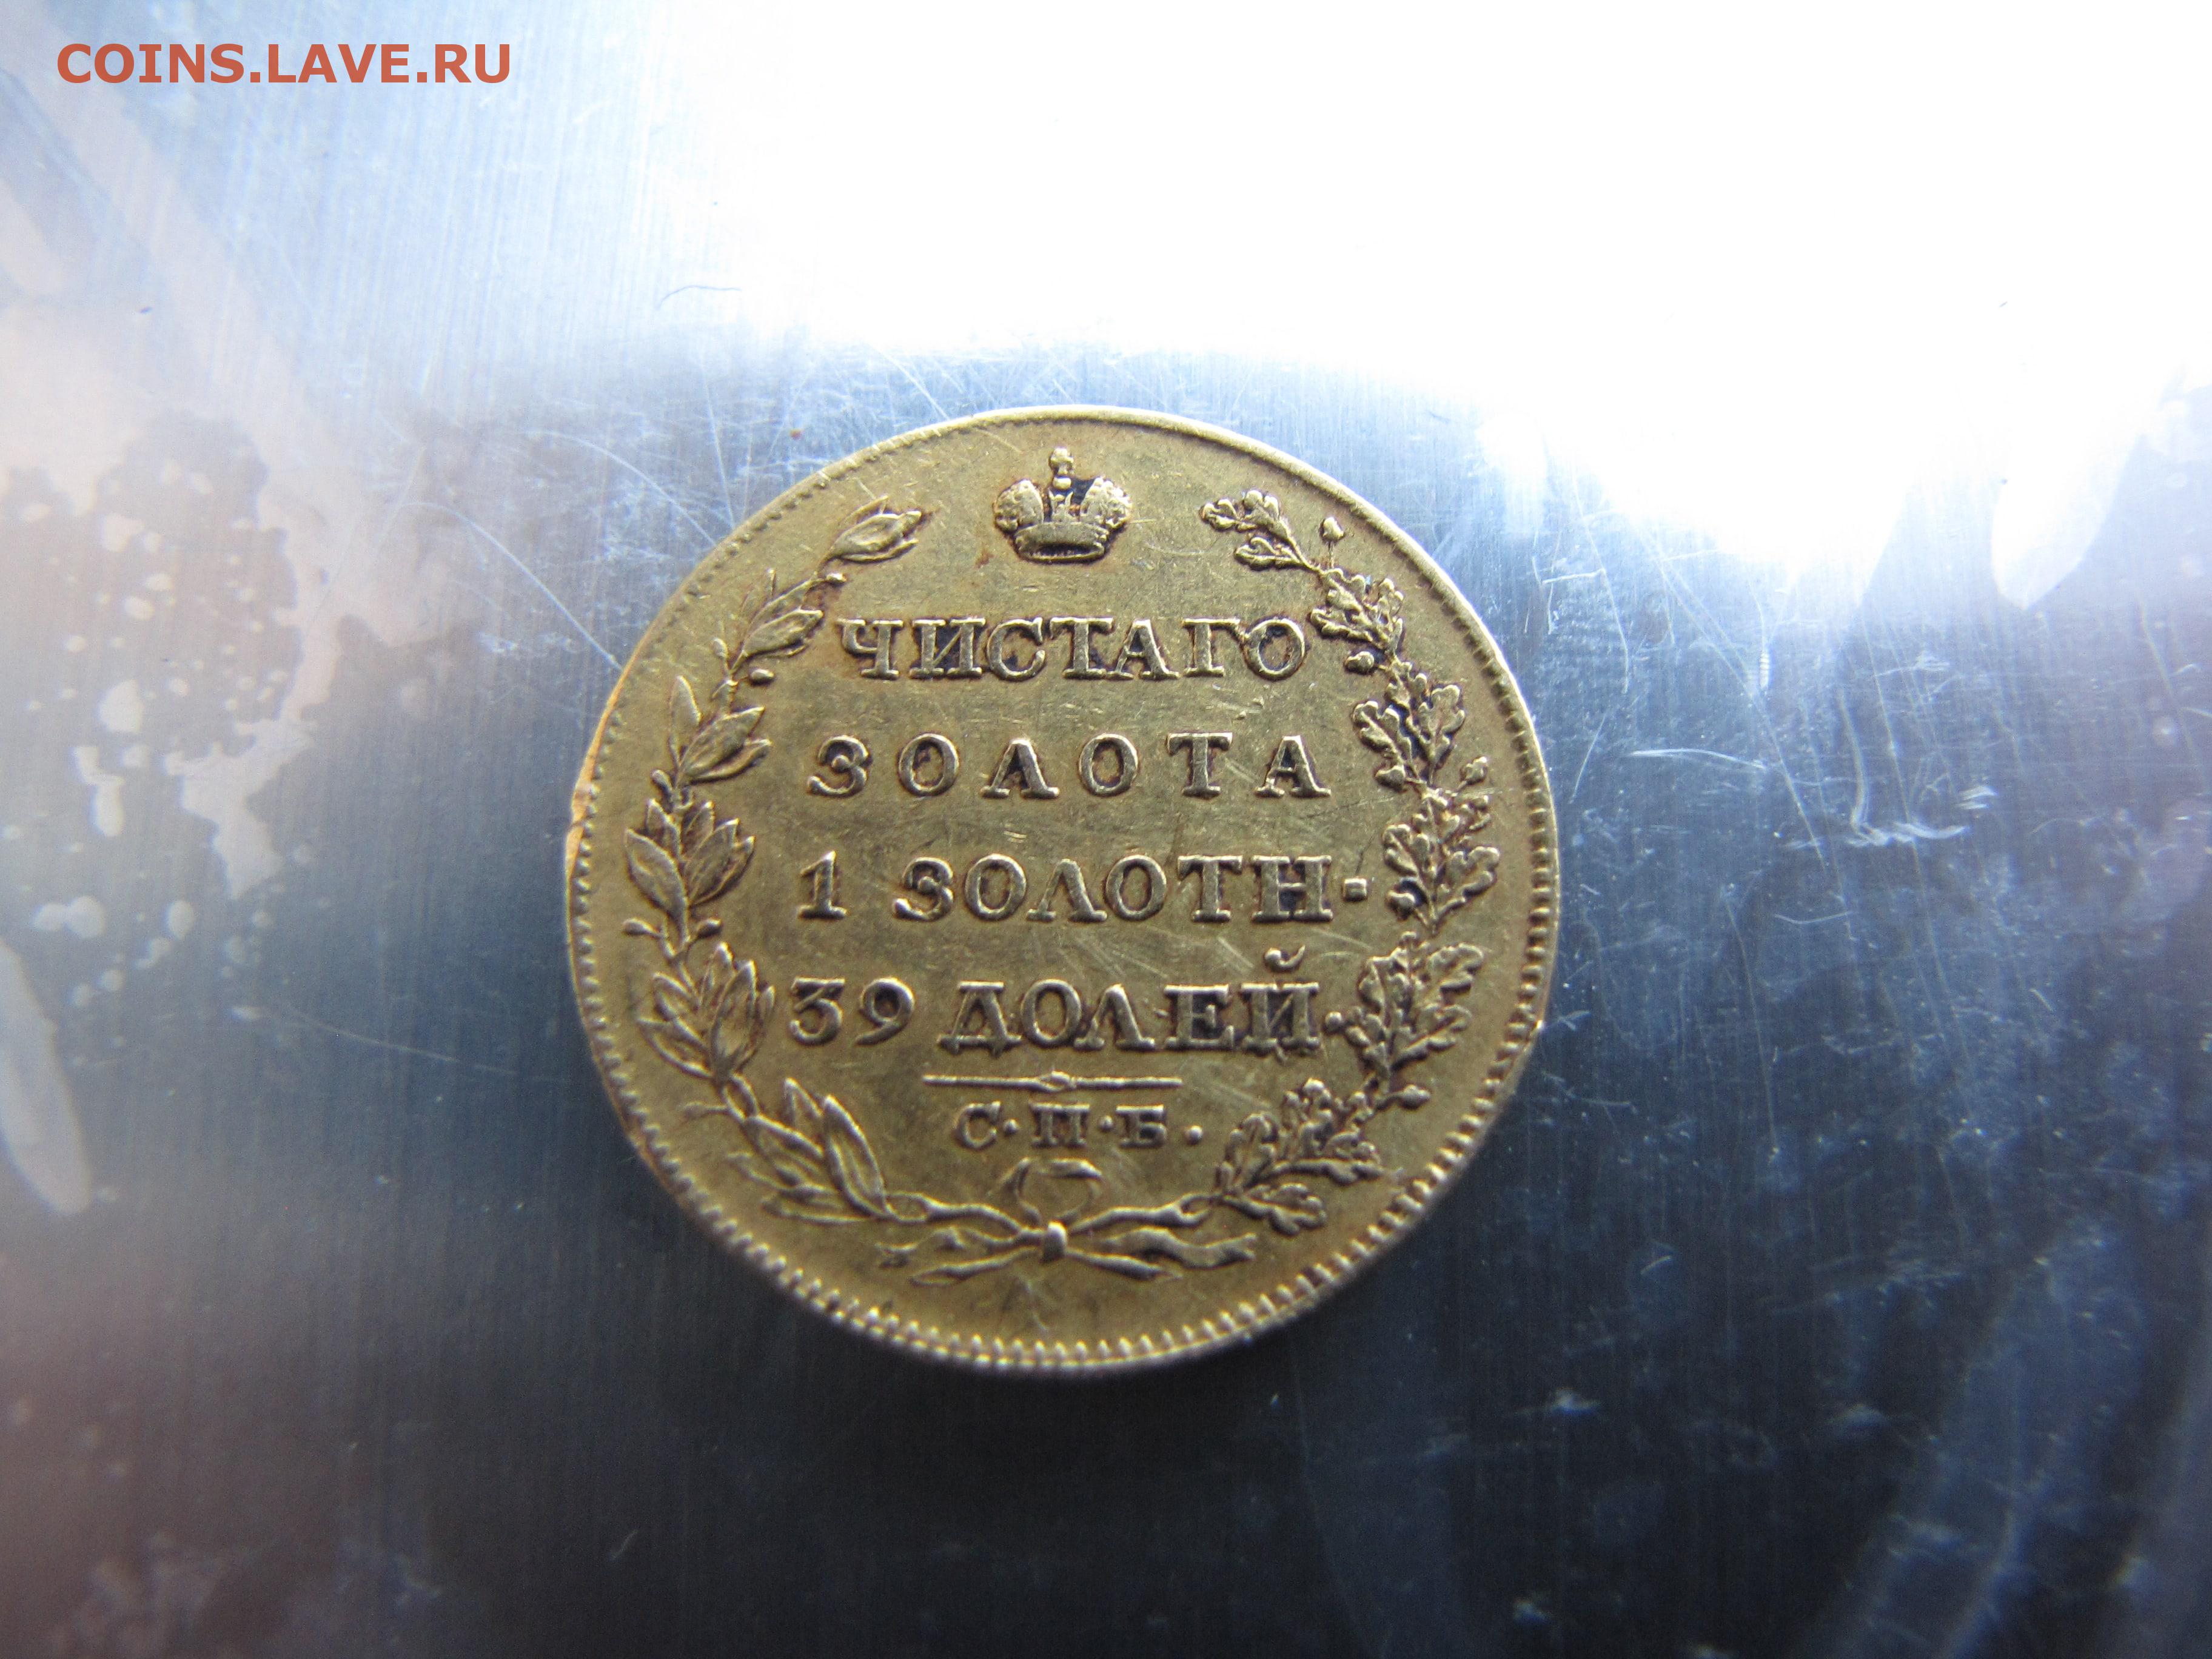 COINS.LAVE.RU
ЧИСТАГО
ЗОЛОТА
1 ЗОЛОТН-
39 ДОЛЕЙ
С·П·Б.